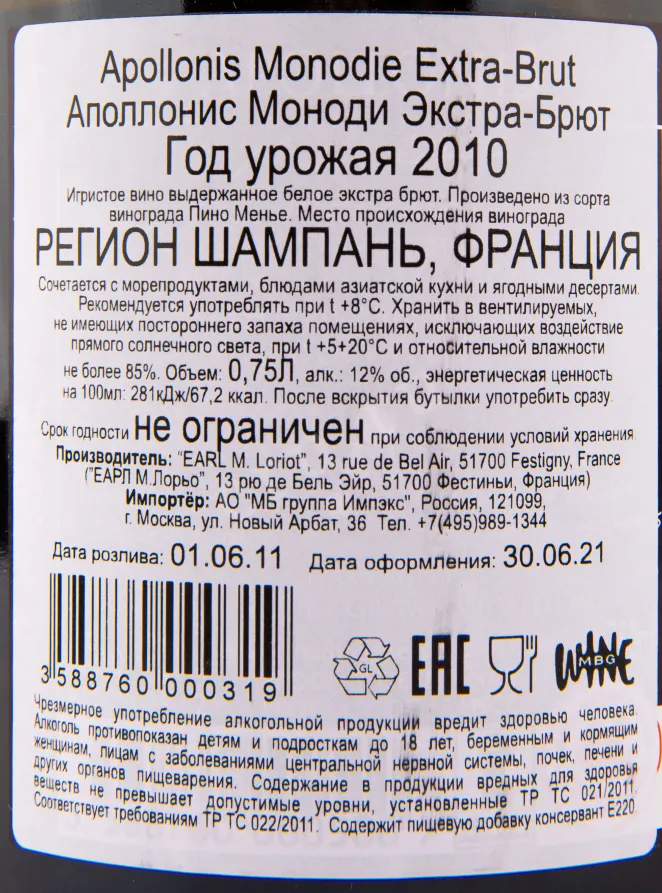 Apollonis Monodie Extra-Brut
Аполлонис Моноди Экстра-Брют
Год урожая 2010
Игристое вино выдержанное белое экстра брют. Произведено из сорта
винограда Пино Менье. Место происхождения винограда
РЕГИОН ШАМПАНЬ, ФРАНЦИЯ
Сочетается с морепродуктами, блюдами азиатской кухни и ягодными десертами.
Рекомендуется употреблять при t +8°С. Хранить в вентилируемых,
не имеющих постороннего запаха помещениях, исключающих воздействие
прямого солнечного света, при t +5+20°С и относительной влажности
не более 85%. Объем: 0,75Л, алк.: 12% об., энергетическая ценность
на 100мл: 281кДж/67,2 ккал. После вскрытия бутылки употребить сразу.
Срок годности не ограничен при соблюдении условий хранения
Производитель: "EARL M. Loriot", 13 rue de Bel Air, 51700 Festigny, France
("ЕАРЛ М.Лорьо", 13 рю де Бель Эйр, 51700 Фестиньи, Франция)
Импортёр: АО "МБ группа Импэкс", Россия, 121099,
г. Москва, ул. Новый Арбат, 36 Тел. +7(495)989-1344
Дата розлива: 01.06.11 Дата оформления: 30.06.21
3 588760 000319
GL
EAC
WINE
MBG
Чрезмерное употребление алкогольной продукции вредит здоровью человека.
Алкоголь противопоказан детям и подросткам до 18 лет, беременным и кормящим
женщинам, лицам с заболеваниями центральной нервной системы, почек, печени и
других органов пищеварения. Содержание в продукции вредных для здоровья
веществ не превышает допустимые уровни, установленные ТР ТС 021/2011.
Соответствует требованиям ТР ТС 022/2011. Содержит пищевую добавку консервант Е220.